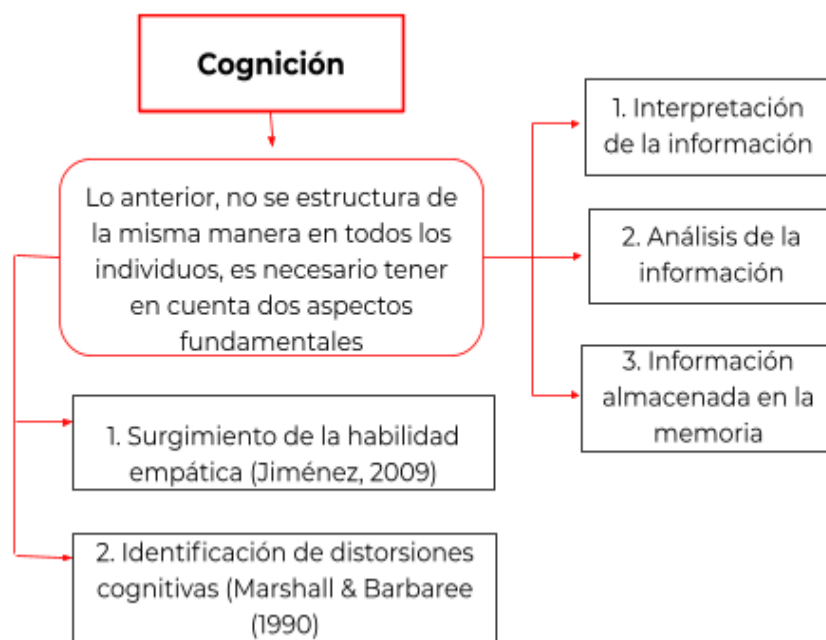 Cognición
Lo anterior, no se estructura de
la misma manera en todos los
individuos, es necesario tener
en cuenta dos aspectos
fundamentales
1. Interpretación
de la información
2. Análisis de la
información
3. Información
almacenada en la
memoria
1. Surgimiento de la habilidad
empática (Jiménez, 2009)
2. Identificación de distorsiones
cognitivas (Marshall & Barbaree
(1990)